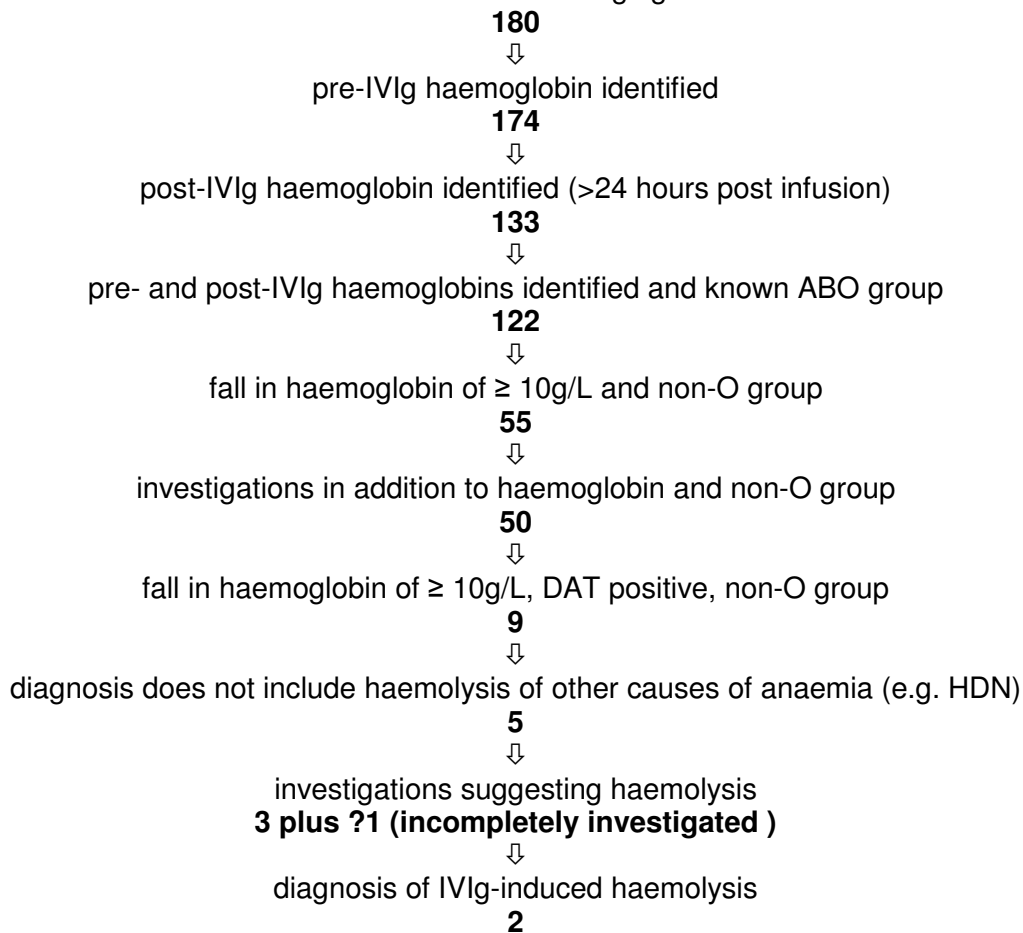 180
⇩
pre-IVIg haemoglobin identified
174
⇩
post-IVIg haemoglobin identified (>24 hours post infusion)
133
⇩
pre- and post-IVIg haemoglobins identified and known ABO group
122
⇩
fall in haemoglobin of ≥ 10g/L and non-O group
55
⇩
investigations in addition to haemoglobin and non-O group
50
⇩
fall in haemoglobin of ≥ 10g/L, DAT positive, non-O group
9
⇩
diagnosis does not include haemolysis of other causes of anaemia (e.g. HDN)
5
⇩
investigations suggesting haemolysis
3 plus ?1 (incompletely investigated )
⇩
diagnosis of IVIg-induced haemolysis
2